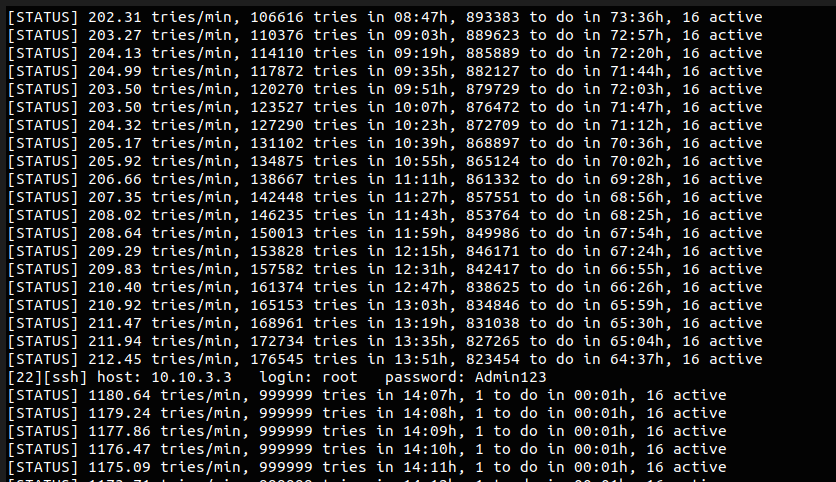 [STATUS] 202.31 tries/min, 106616 tries in 08:47h, 893383 to do in 73:36h, 16 active
[STATUS] 203.27 tries/min, 110376 tries in 09:03h, 889623 to do in 72:57h, 16 active
[STATUS] 204.13 tries/min, 114110 tries in 09:19h, 885889 to do in 72:20h, 16 active
[STATUS] 204.99 tries/min, 117872 tries in 09:35h, 882127 to do in 71:44h, 16 active
[STATUS] 203.50 tries/min, 120270 tries in 09:51h, 879729 to do in 72:03h, 16 active
[STATUS] 203.50 tries/min, 123527 tries in 10:07h, 876472 to do in 71:47h, 16 active
[STATUS] 204.32 tries/min, 127290 tries in 10:23h, 872709 to do in 71:12h, 16 active
[STATUS] 205.17 tries/min, 131102 tries in 10:39h, 868897 to do in 70:36h, 16 active
[STATUS] 205.92 tries/min, 134875 tries in 10:55h, 865124 to do in 70:02h, 16 active
[STATUS] 206.66 tries/min, 138667 tries in 11:11h, 861332 to do in 69:28h, 16 active
[STATUS] 207.35 tries/min, 142448 tries in 11:27h, 857551 to do in 68:56h, 16 active
[STATUS] 208.02 tries/min, 146235 tries in 11:43h, 853764 to do in 68:25h, 16 active
[STATUS] 208.64 tries/min, 150013 tries in 11:59h, 849986 to do in 67:54h, 16 active
[STATUS] 209.29 tries/min, 153828 tries in 12:15h, 846171 to do in 67:24h, 16 active
[STATUS] 209.83 tries/min, 157582 tries in 12:31h, 842417 to do in 66:55h, 16 active
[STATUS] 210.40 tries/min, 161374 tries in 12:47h, 838625 to do in 66:26h, 16 active
[STATUS] 210.92 tries/min, 165153 tries in 13:03h, 834846 to do in 65:59h, 16 active
[STATUS] 211.47 tries/min, 168961 tries in 13:19h, 831038 to do in 65:30h, 16 active
[STATUS] 211.94 tries/min, 172734 tries in 13:35h, 827265 to do in 65:04h, 16 active
[STATUS] 212.45 tries/min, 176545 tries in 13:51h, 823454 to do in 64:37h, 16 active
[22][ssh] host: 10.10.3.3   login: root   password: Admin123
[STATUS] 1180.64 tries/min, 999999 tries in 14:07h, 1 to do in 00:01h, 16 active
[STATUS] 1179.24 tries/min, 999999 tries in 14:08h, 1 to do in 00:01h, 16 active
[STATUS] 1177.86 tries/min, 999999 tries in 14:09h, 1 to do in 00:01h, 16 active
[STATUS] 1176.47 tries/min, 999999 tries in 14:10h, 1 to do in 00:01h, 16 active
[STATUS] 1175.09 tries/min, 999999 tries in 14:11h, 1 to do in 00:01h, 16 active